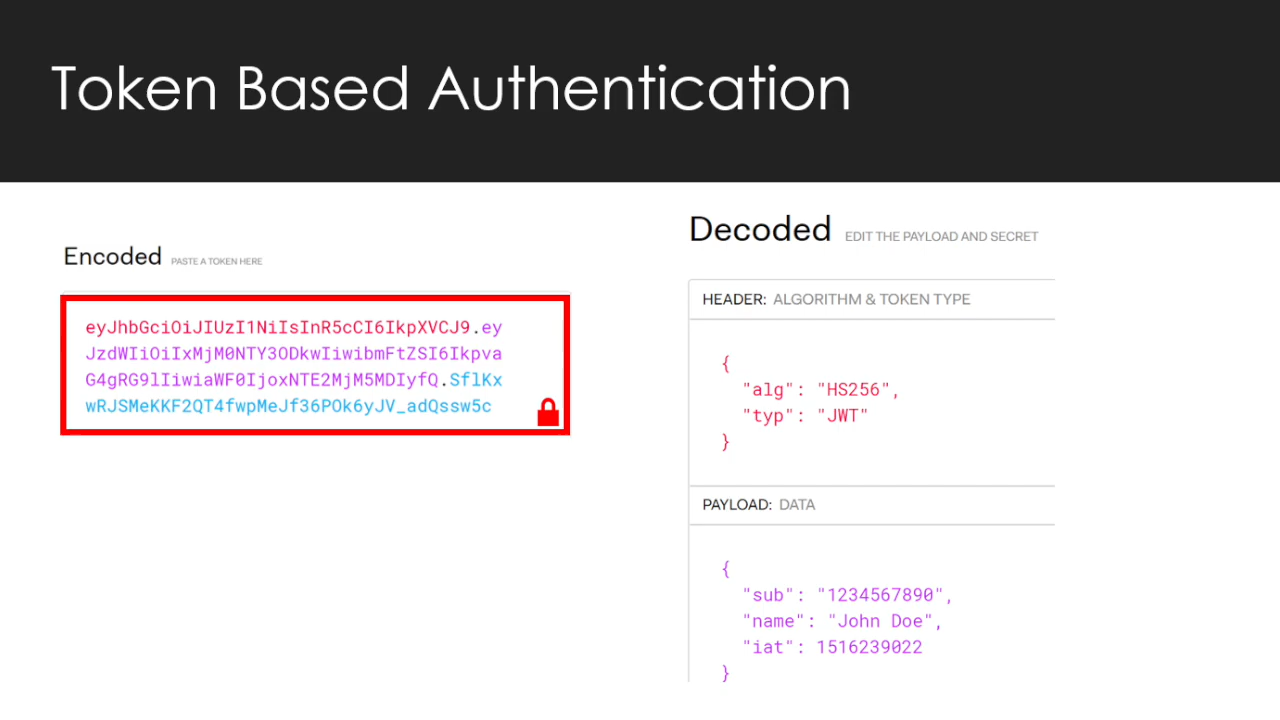 Token Based Authentication
Encoded PASTE A TOKEN HERE
eyJhbGciOiJIUzI1NiIsInR5cCI6IkpXVCJ9.ey
JzdWIiOiIxMjM0NTY3ODkwIiwibmFtZSI6Ikpva
G4gRG9lIiwiaWF0IjoxNTE2MjM5MDIyfQ.SflKx
wRJSMeKKF2QT4fwpMeJf36POk6yJV_adQssw5c
Decoded EDIT THE PAYLOAD AND SECRET
HEADER: ALGORITHM & TOKEN TYPE
{
"alg": "HS256",
"typ": "JWT"
}
PAYLOAD: DATA
{
"sub": "1234567890",
"name": "John Doe",
"iat": 1516239022
}